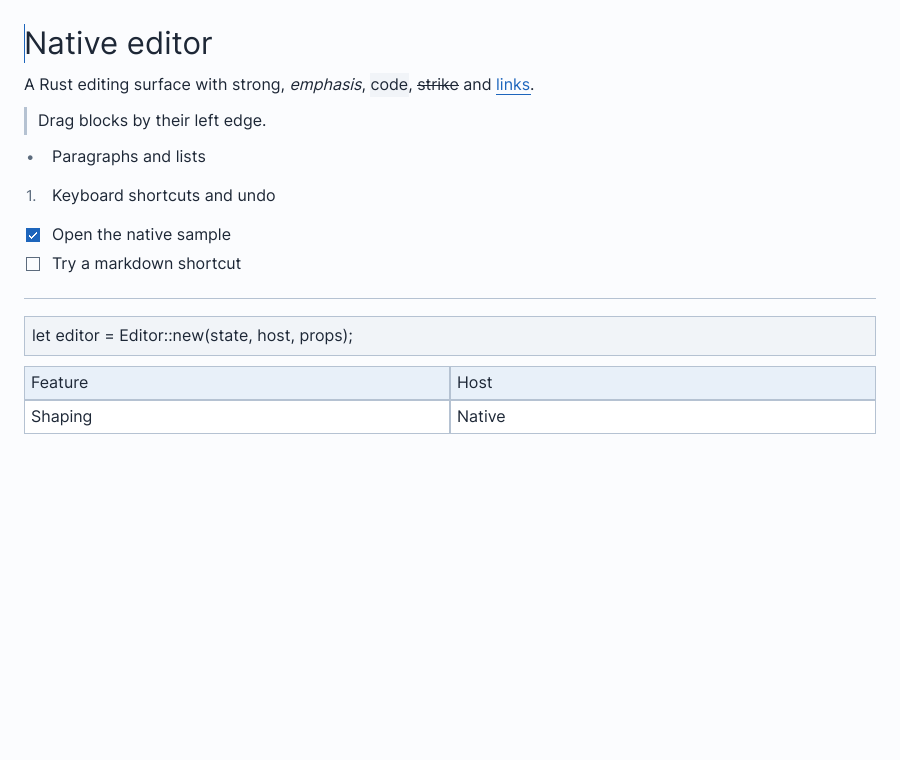 Native editor
A Rust editing surface with strong, emphasis, code, strike and links.
Drag blocks by their left edge.
• Paragraphs and lists
1. Keyboard shortcuts and undo
Open the native sample
Try a markdown shortcut
let editor = Editor::new(state, host, props);
Feature Host
Shaping Native